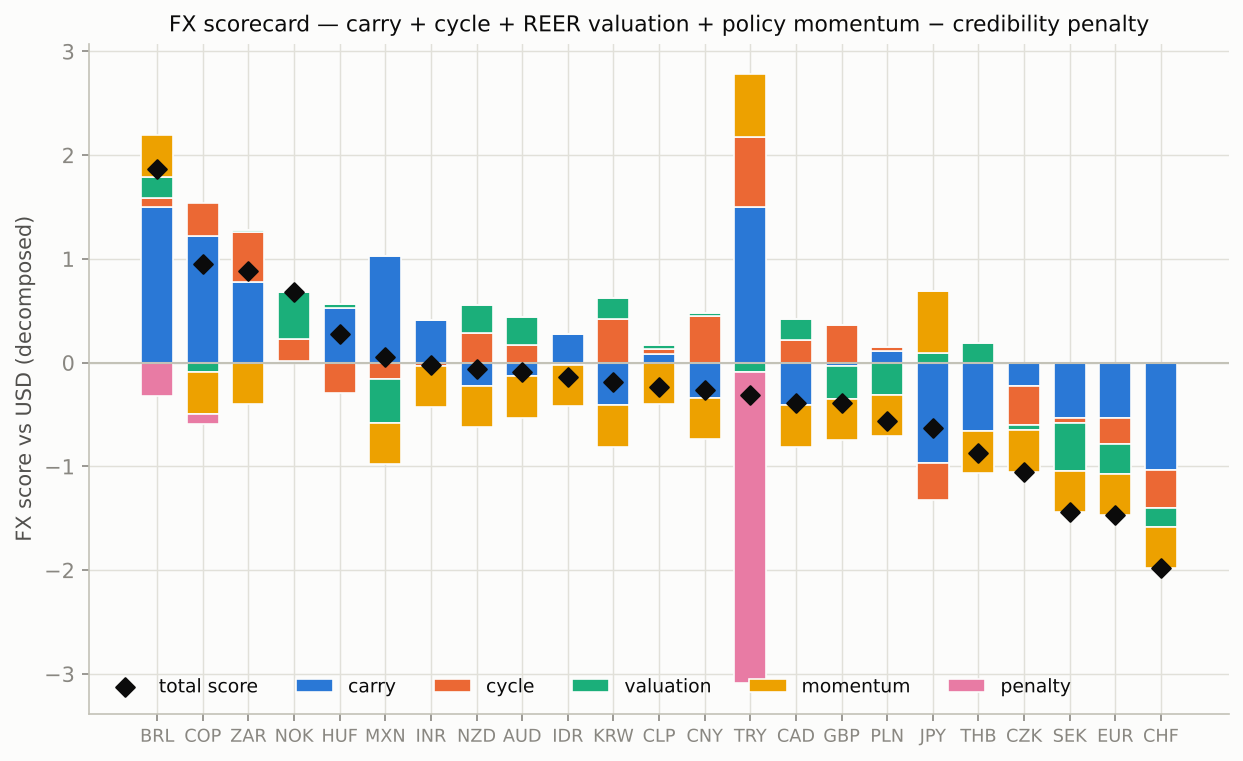 FX scorecard — carry + cycle + REER valuation + policy momentum − credibility penalty
FX score vs USD (decomposed)
3
2
1
0
−1
−2
−3
total score carry cycle valuation momentum penalty
BRL COP ZAR NOK HUF MXN INR NZD AUD IDR KRW CLP CNY TRY CAD GBP PLN JPY THB CZK SEK EUR CHF